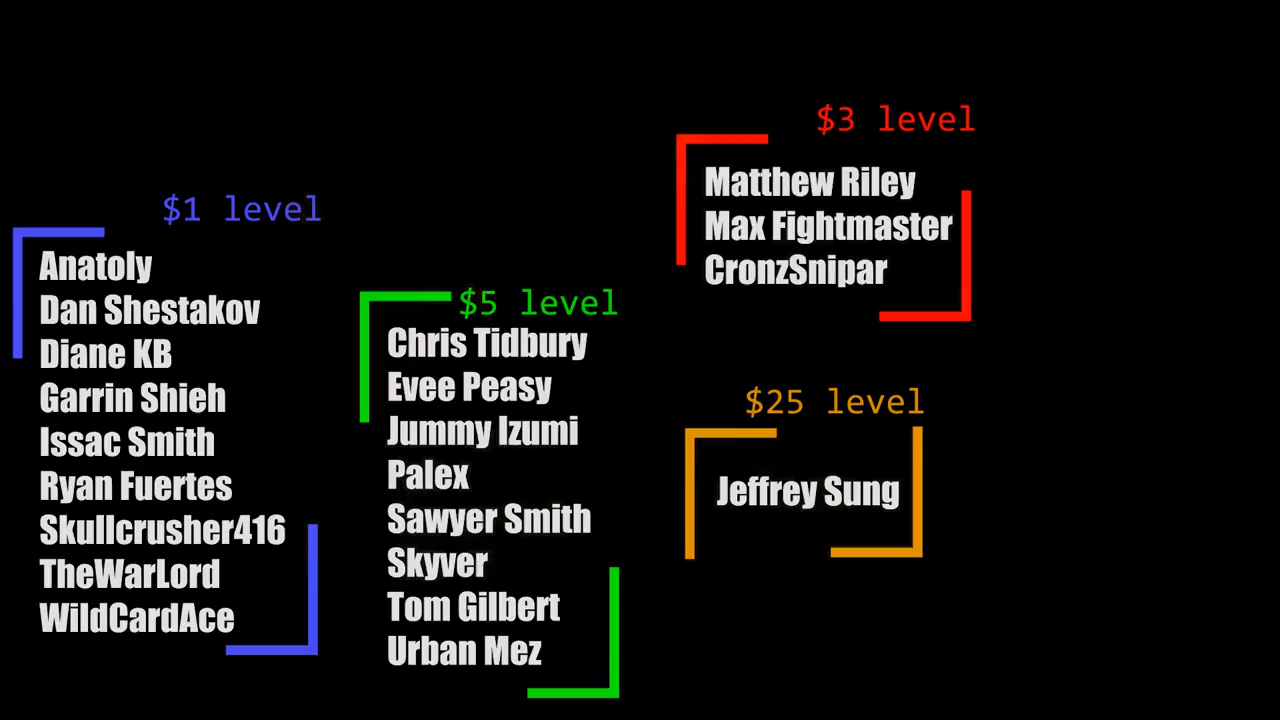 $1 level
Anatoly
Dan Shestakov
Diane KB
Garrin Shieh
Issac Smith
Ryan Fuertes
Skullcrusher416
TheWarLord
WildCardAce
$5 level
Chris Tidbury
Evee Peasy
Jummy Izumi
Palex
Sawyer Smith
Skyver
Tom Gilbert
Urban Mez
$3 level
Matthew Riley
Max Fightmaster
CronzSnipar
$25 level
Jeffrey Sung